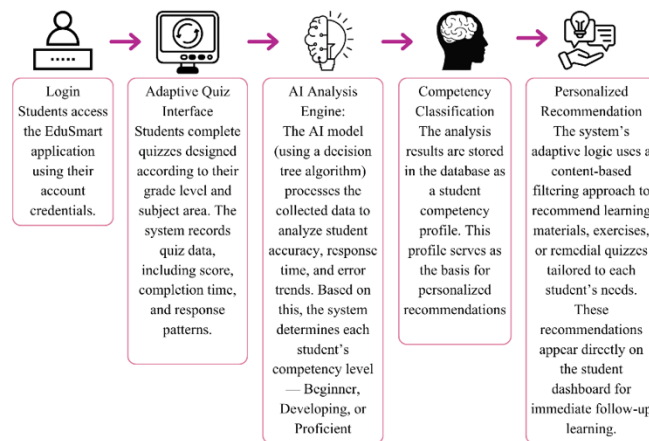 Login
Students access
the EduSmart
application
using their
account
credentials.
Adaptive Quiz
Interface
Students complete
quizzes designed
according to their
grade level and
subject area. The
system records
quiz data,
including score,
completion time,
and response
patterns.
AI Analysis
Engine:
The AI model
(using a decision
tree algorithm)
processes the
collected data to
analyze student
accuracy, response
time, and error
trends. Based on
this, the system
determines each
student's
competency level
— Beginner,
Developing, or
Proficient
Competency
Classification
The analysis
results are stored
in the database as
a student
competency
profile. This
profile serves as
the basis for
personalized
recommendations
Personalized
Recommendation
The system's
adaptive logic uses a
content-based
filtering approach to
recommend learning
materials, exercises,
or remedial quizzes
tailored to each
student's needs.
These
recommendations
appear directly on
the student
dashboard for
immediate follow-up
learning.